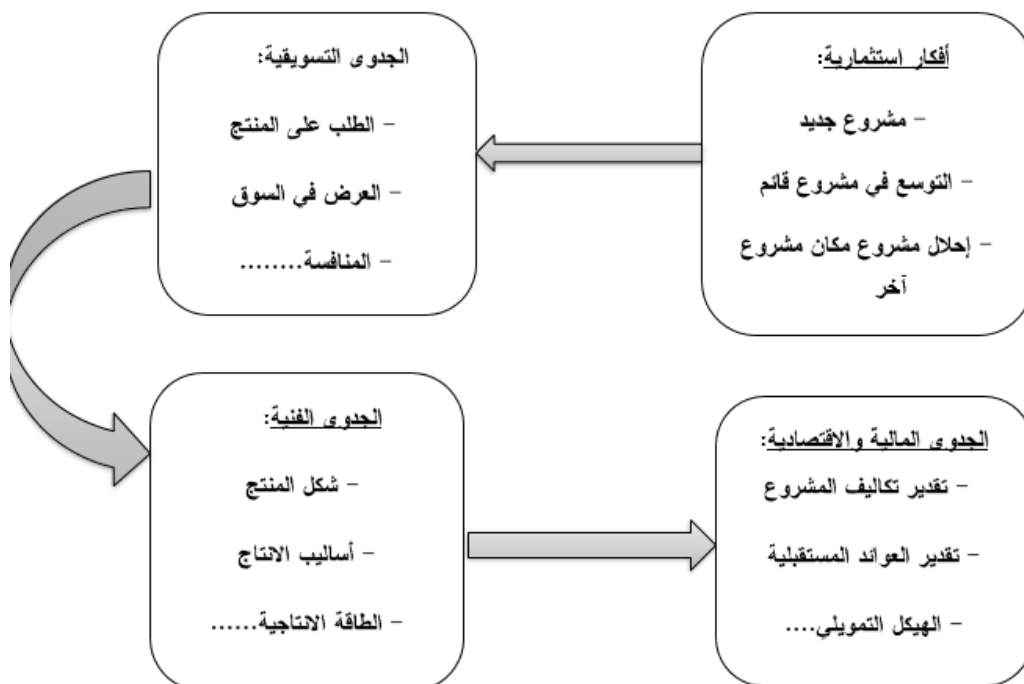 أفكار استثمارية:
– مشروع جديد
– التوسع في مشروع قائم
– إحلال مشروع مكان مشروع
آخر
الجدوى التسويقية:
– الطلب على المنتج
– العرض في السوق
– المنافسة........
الجدوى الفنية:
– شكل المنتج
– أساليب الانتاج
– الطاقة الانتاجية......
الجدوى المالية والاقتصادية:
– تقدير تكاليف المشروع
– تقدير العوائد المستقبلية
– الهيكل التمويلي....